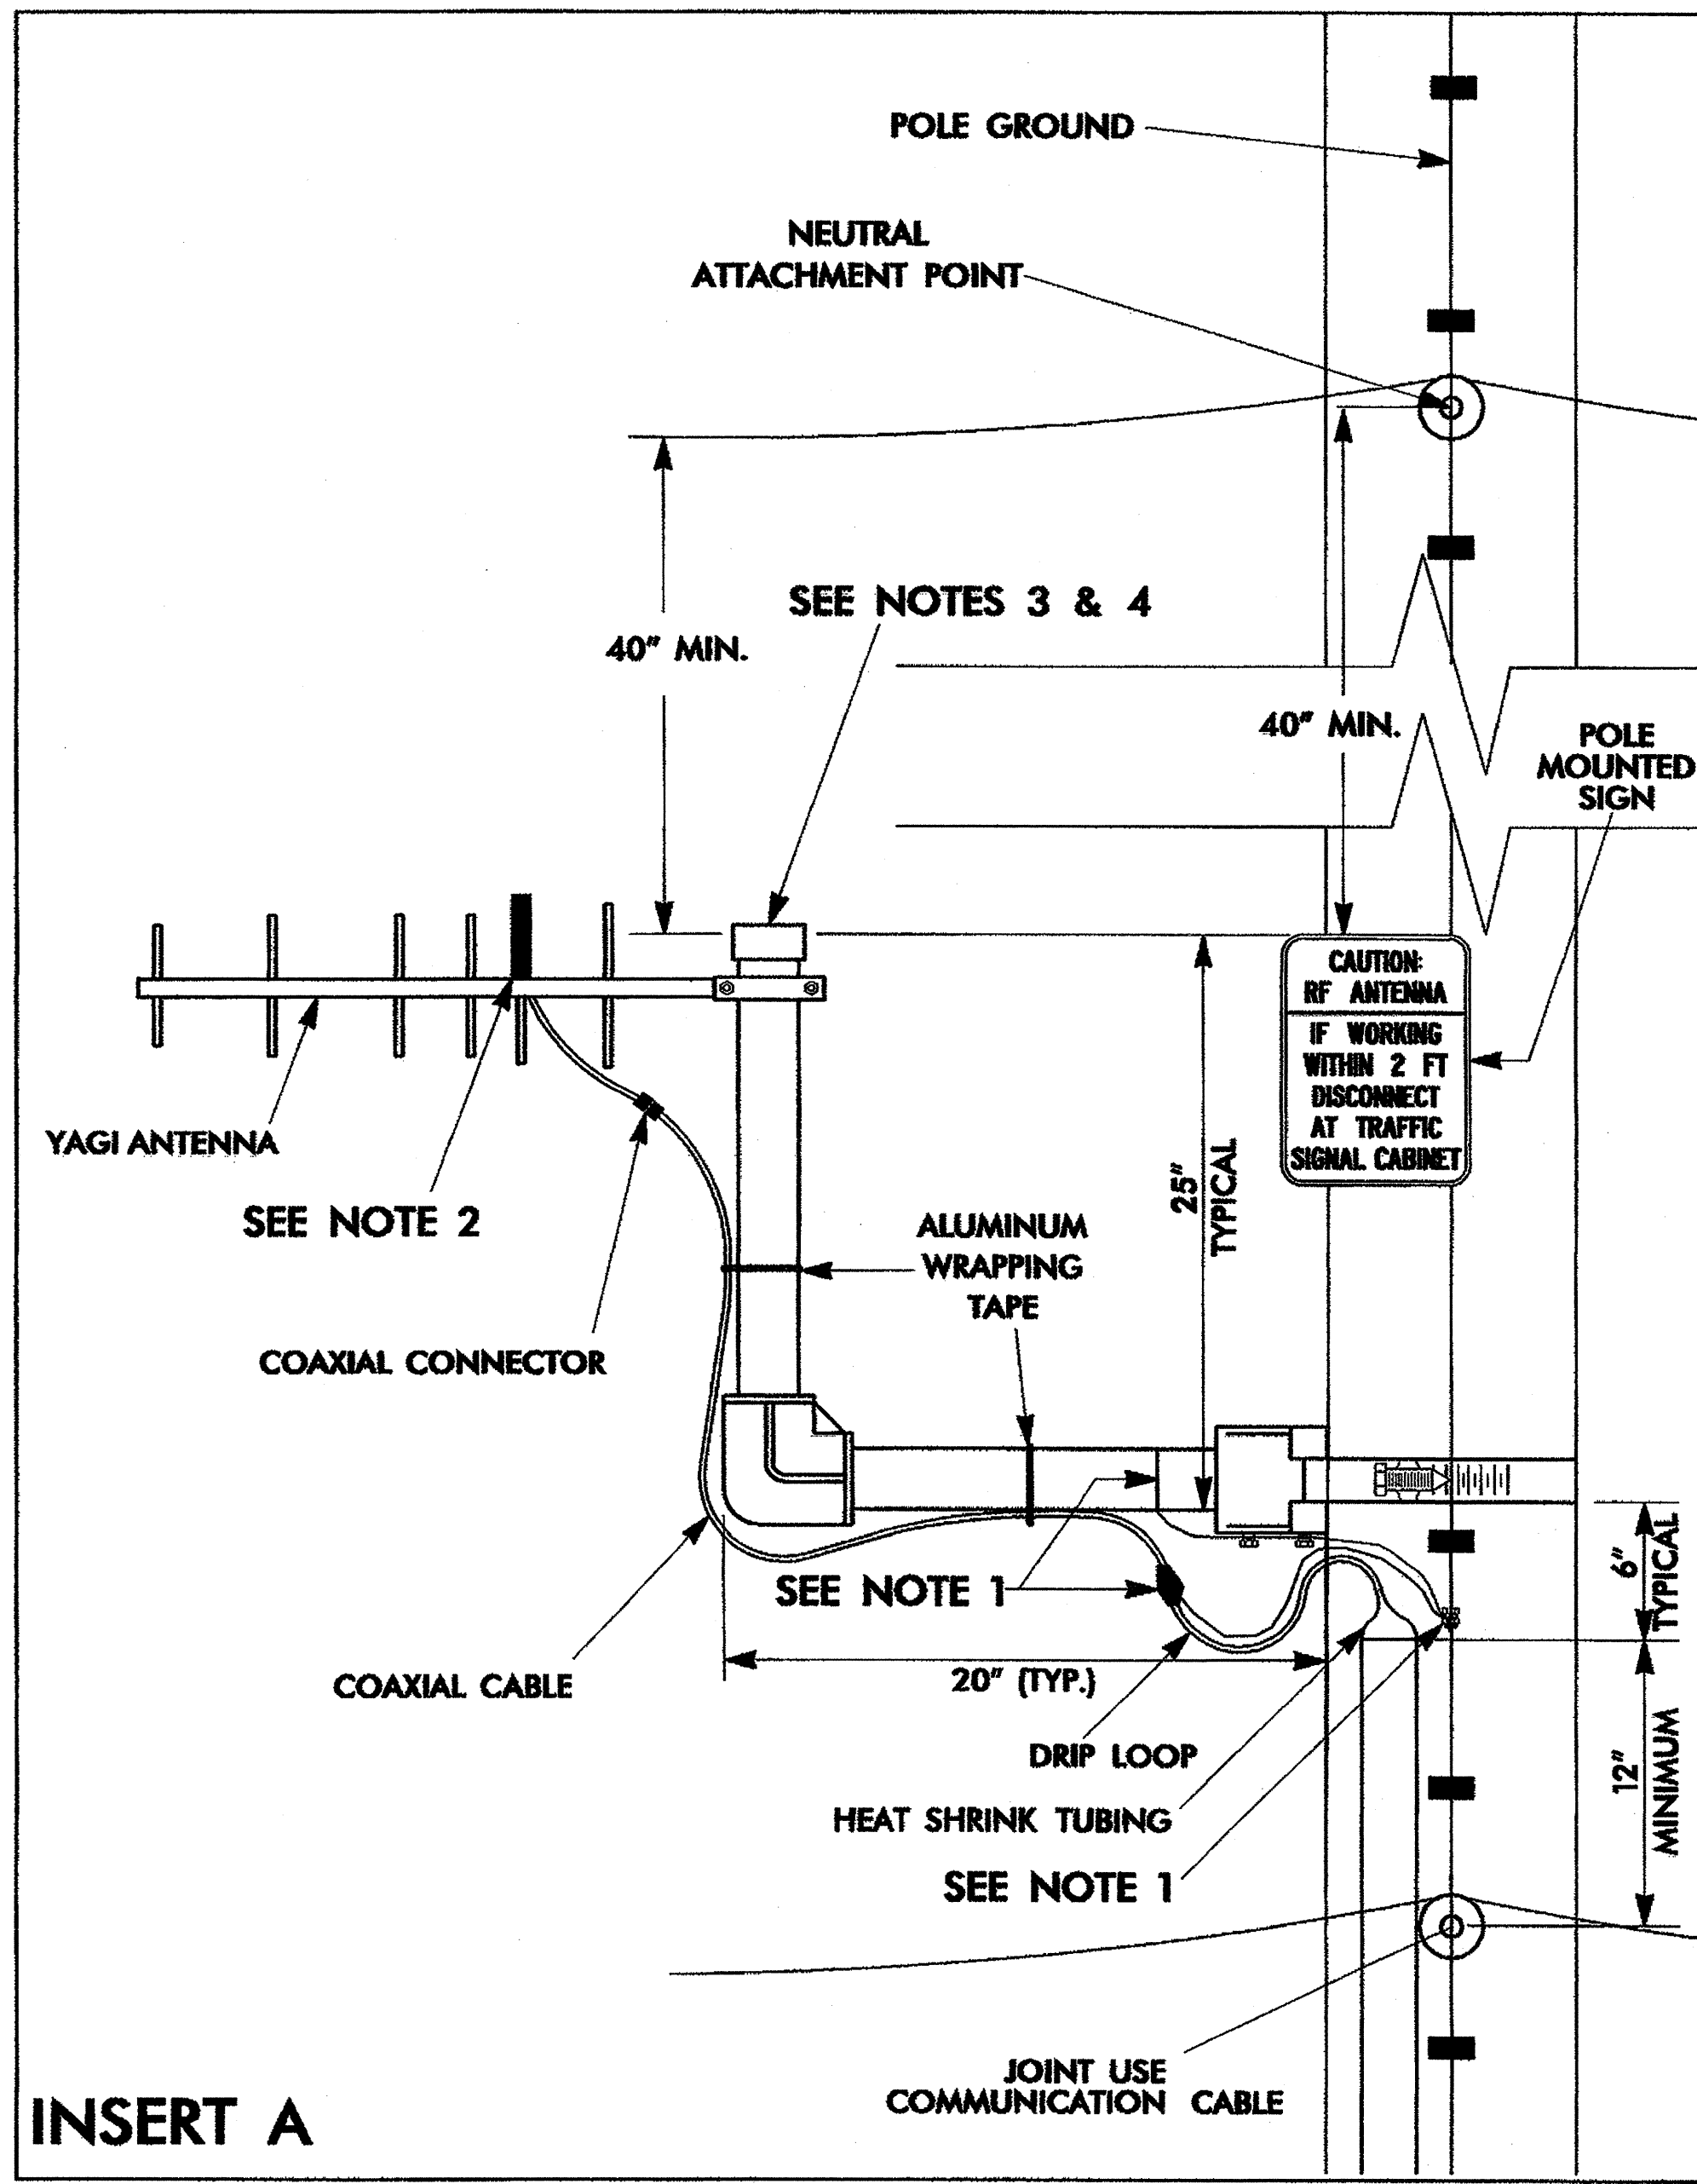 POLE GROUND
NEUTRAL
ATTACHMENT POINT
SEE NOTES 3 & 4
40" MIN.
40" MIN.
POLE
MOUNTED
SIGN
CAUTION:
RF ANTENNA
IF WORKING
WITHIN 2 FT
DISCONNECT
AT TRAFFIC
SIGNAL CABINET
YAGI ANTENNA
SEE NOTE 2
25"
TYPICAL
ALUMINUM
WRAPPING
TAPE
COAXIAL CONNECTOR
SEE NOTE 1
6"
TYPICAL
COAXIAL CABLE
20" (TYP.)
DRIP LOOP
12"
MINIMUM
HEAT SHRINK TUBING
SEE NOTE 1
JOINT USE
COMMUNICATION CABLE
INSERT A